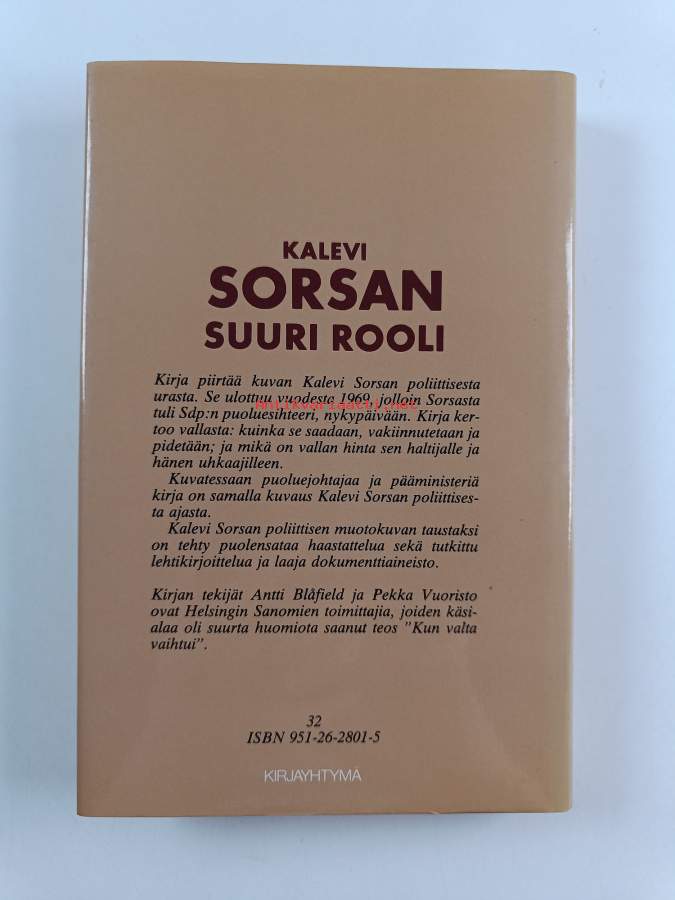 KALEVI
SORSAN
SUURI ROOLI
Kirja piirtää kuvan Kalevi Sorsan poliittisesta
urasta. Se ulottuu vuodesta 1969, jolloin Sorsasta
Antikvariaatti.net
tuli Sdp:n puoluesihteeri, nykypäivään. Kirja ker-
too vallasta: kuinka se saadaan, vakiinnutetaan ja
pidetään; ja mikä on vallan hinta sen haltijalle ja
hänen uhkaajilleen.
Kuvatessaan puoluejohtajaa ja pääministeriä
kirja on samalla kuvaus Kalevi Sorsan poliittises-
ta ajasta.
Kalevi Sorsan poliittisen muotokuvan taustaksi
on tehty puolensataa haastattelua sekä tutkittu
lehtikirjoittelua ja laaja dokumenttiaineisto.
Kirjan tekijät Antti Blåfield ja Pekka Vuoristo
ovat Helsingin Sanomien toimittajia, joiden käsi-
alaa oli suurta huomiota saanut teos "Kun valta
vaihtui".
32
ISBN 951-26-2801-5
KIRJAYHTYMÄ